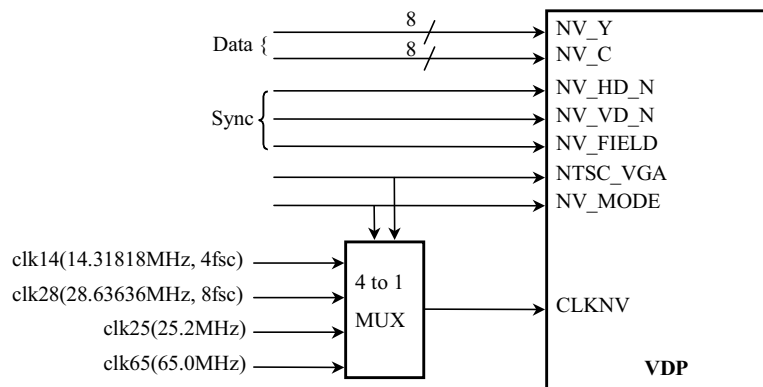 8
NV_Y
Data {
8
NV_C
NV_HD_N
Sync
NV_VD_N
NV_FIELD
NTSC_VGA
NV_MODE
clk14(14.31818MHz, 4fsc)
clk28(28.63636MHz, 8fsc)
clk25(25.2MHz)
clk65(65.0MHz)
4 to 1
MUX
CLKNV
VDP